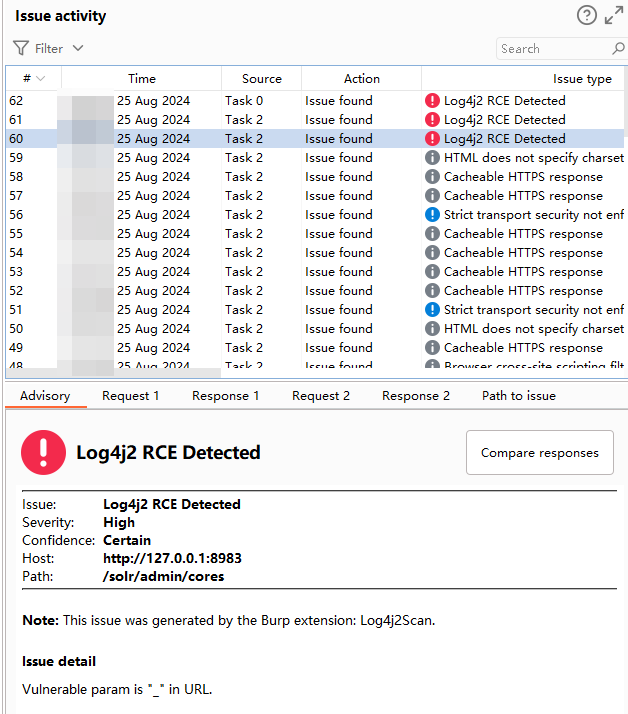 Issue activity
Filter
Search
# Time Source Action Issue type
62 25 Aug 2024 Task 0 Issue found Log4j2 RCE Detected
61 25 Aug 2024 Task 2 Issue found Log4j2 RCE Detected
60 25 Aug 2024 Task 2 Issue found Log4j2 RCE Detected
59 25 Aug 2024 Task 2 Issue found HTML does not specify charset
58 25 Aug 2024 Task 2 Issue found Cacheable HTTPS response
57 25 Aug 2024 Task 2 Issue found Cacheable HTTPS response
56 25 Aug 2024 Task 2 Issue found Strict transport security not enf
55 25 Aug 2024 Task 2 Issue found Cacheable HTTPS response
54 25 Aug 2024 Task 2 Issue found Cacheable HTTPS response
53 25 Aug 2024 Task 2 Issue found Cacheable HTTPS response
52 25 Aug 2024 Task 2 Issue found Cacheable HTTPS response
51 25 Aug 2024 Task 2 Issue found Strict transport security not enf
50 25 Aug 2024 Task 2 Issue found HTML does not specify charset
49 25 Aug 2024 Task 2 Issue found Cacheable HTTPS response
48 25 Aug 2024 Task 2 Issue found Browser cross-site scripting filt
Advisory Request 1 Response 1 Request 2 Response 2 Path to issue
Log4j2 RCE Detected
Compare responses
Issue: Log4j2 RCE Detected
Severity: High
Confidence: Certain
Host: http://127.0.0.1:8983
Path: /solr/admin/cores
Note: This issue was generated by the Burp extension: Log4j2Scan.
Issue detail
Vulnerable param is "_" in URL.